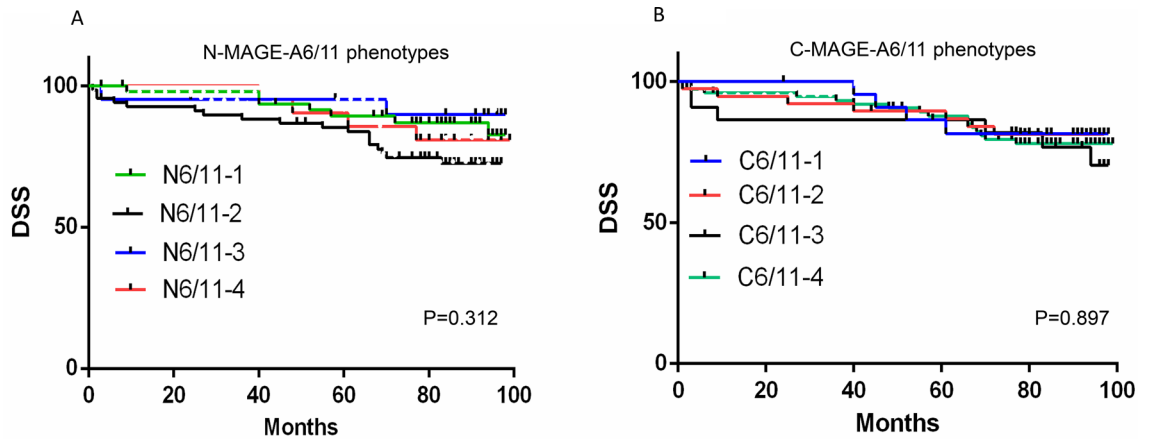 A
N-MAGE-A6/11 phenotypes
100
50
0
DSS
N6/11-1
N6/11-2
N6/11-3
N6/11-4
P=0.312
0 20 40 60 80 100
Months
B
C-MAGE-A6/11 phenotypes
100
50
0
DSS
C6/11-1
C6/11-2
C6/11-3
C6/11-4
P=0.897
0 20 40 60 80 100
Months